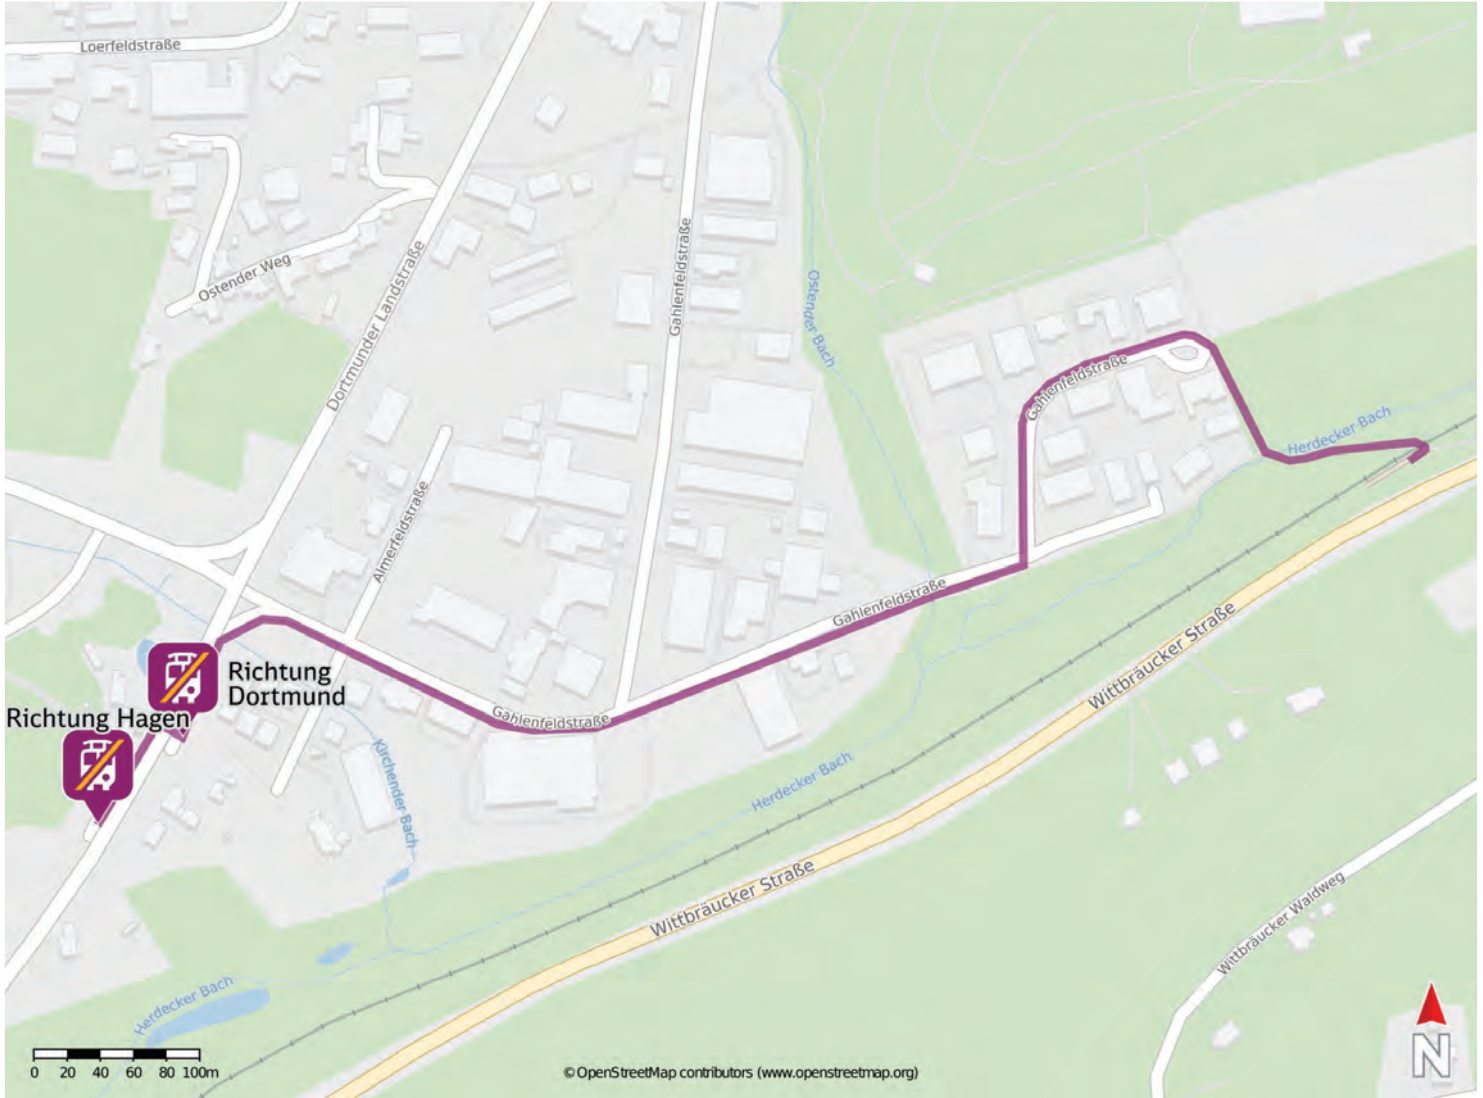 Loerfeldstraße
Ostender Weg
Dortmunder Landstraße
Gahlenfeldstraße
Ostender Bach
Gahlenfeldstraße
Herdecker Bach
Almerfeldstraße
Gahlenfeldstraße
Wittbräucker Straße
Richtung
Dortmund
Richtung Hagen
Gahlenfeldstraße
Kirchender Bach
Herdecker Bach
Wittbräucker Straße
Wittbräucker Waldweg
Herdecker Bach
N
0 20 40 60 80 100m
© OpenStreetMap contributors (www.openstreetmap.org)